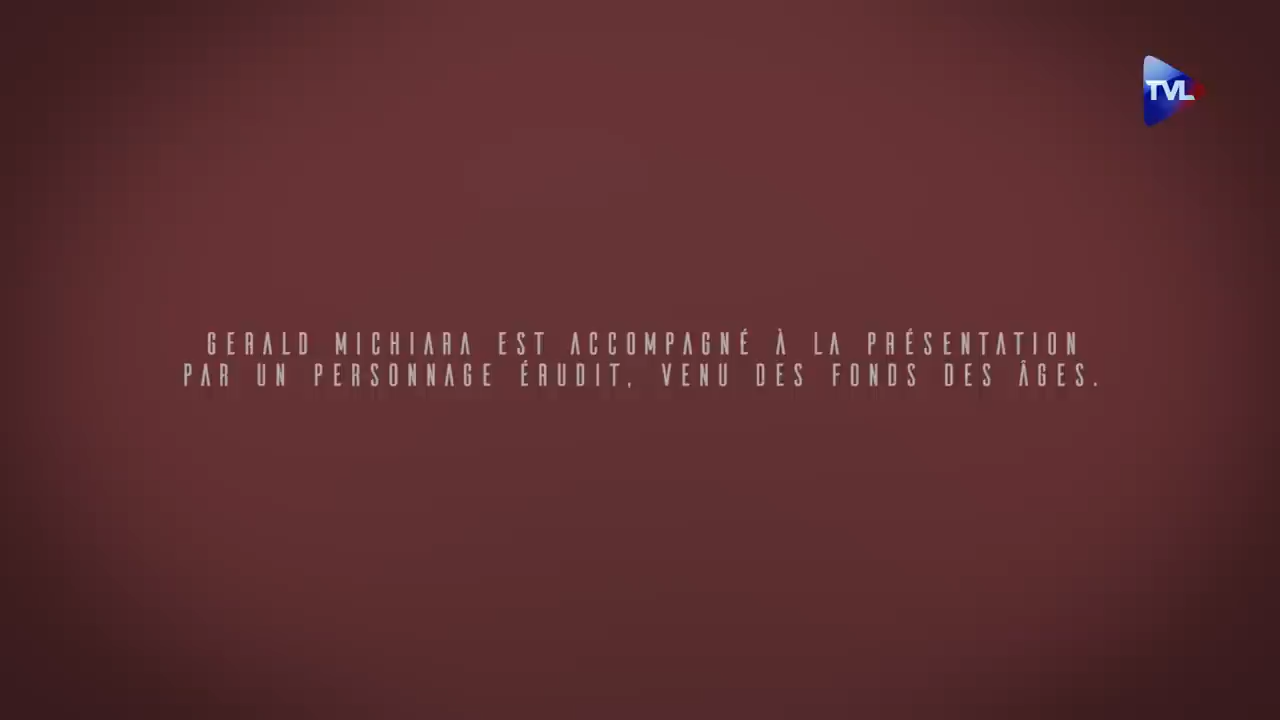 TVL
GERALD MICHIARA EST ACCOMPAGNÉ À LA PRÉSENTATION
PAR UN PERSONNAGE ÉRUDIT, VENU DES FONDS DES ÂGES.